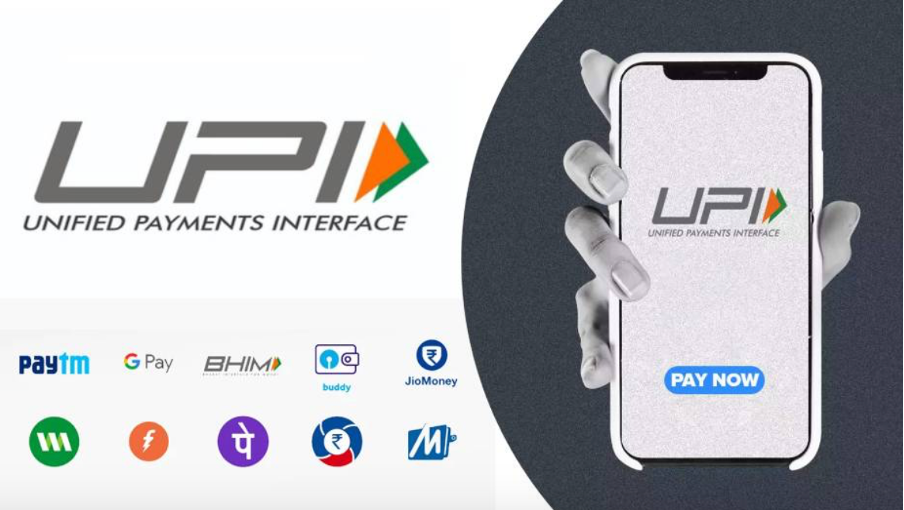 UPI
UNIFIED PAYMENTS INTERFACE
paytm
G Pay
BHIM
buddy
JioMoney
₹
पे
₹
M
UPI
UNIFIED PAYMENTS INTERFACE
PAY NOW